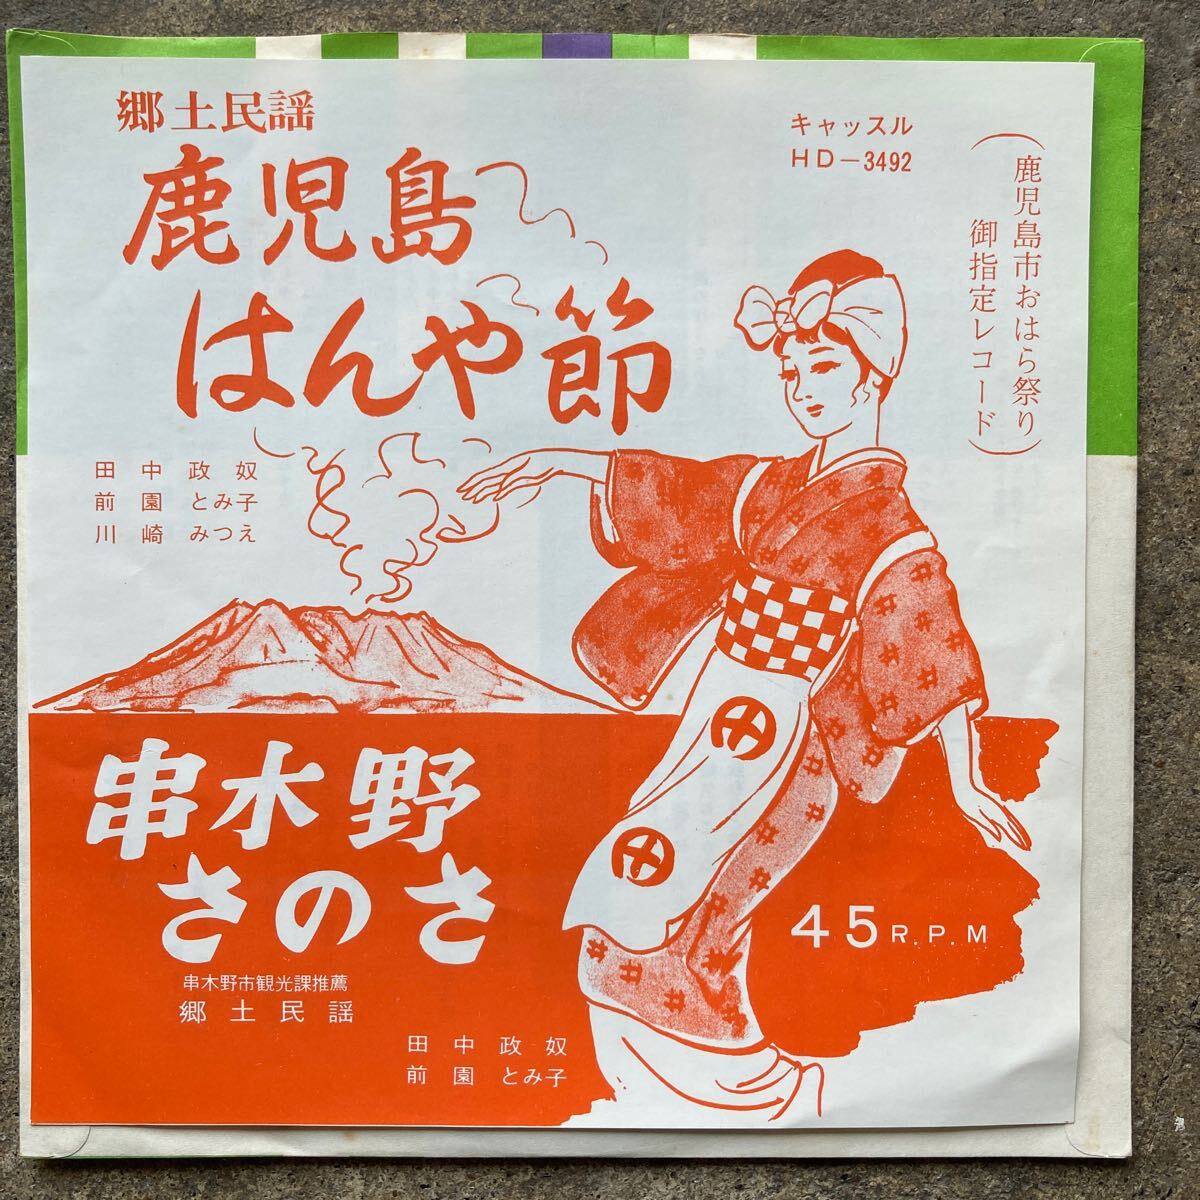 郷土民謡
鹿児島
はんや節
キャッスル
HD-3492
(鹿児島市おはら祭り
御指定レコード)
田中政奴
前園とみ子
川崎みつえ
串木野
さのさ
串木野市観光課推薦
郷土民謡
田中政奴
前園とみ子
45 R.P.M